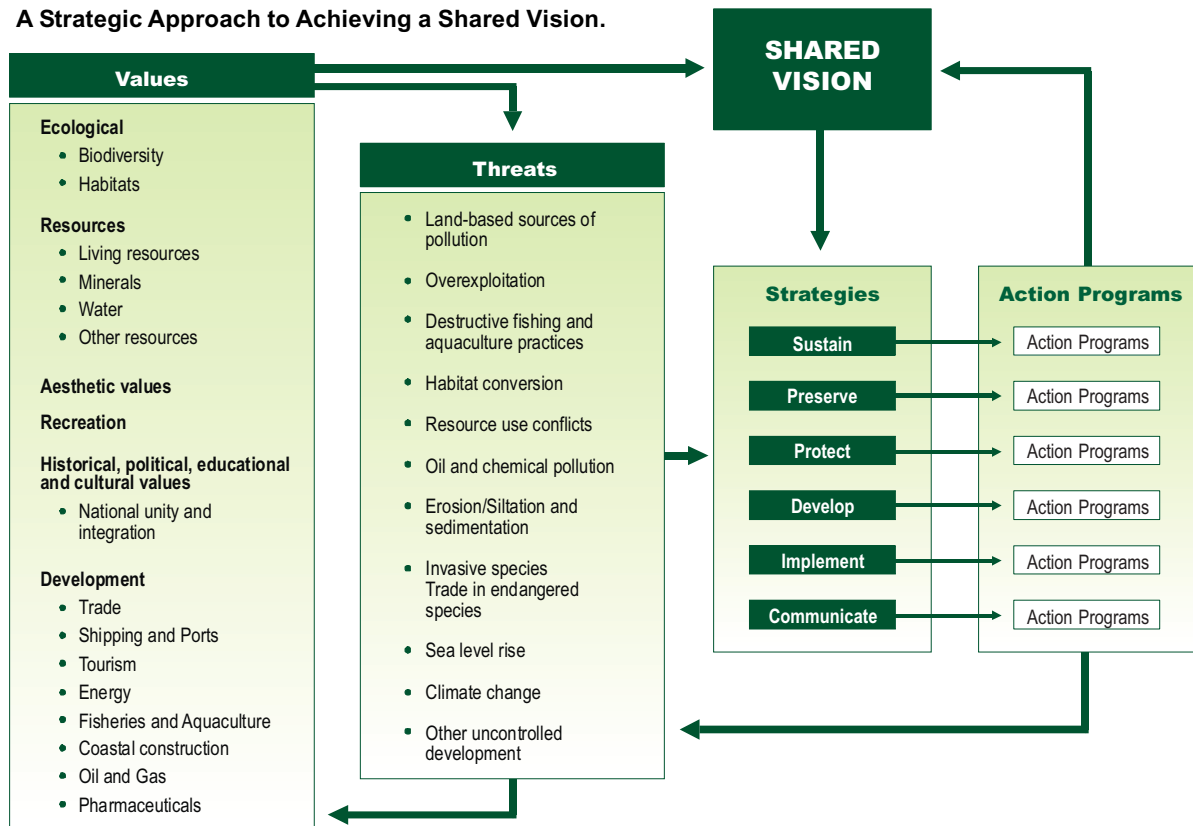 A Strategic Approach to Achieving a Shared Vision.
Values
Ecological
• Biodiversity
• Habitats
Resources
• Living resources
• Minerals
• Water
• Other resources
Aesthetic values
Recreation
Historical, political, educational
and cultural values
• National unity and
integration
Development
• Trade
• Shipping and Ports
• Tourism
• Energy
• Fisheries and Aquaculture
• Coastal construction
• Oil and Gas
• Pharmaceuticals
Threats
• Land-based sources of
pollution
• Overexploitation
• Destructive fishing and
aquaculture practices
• Habitat conversion
• Resource use conflicts
• Oil and chemical pollution
• Erosion/Siltation and
sedimentation
• Invasive species
Trade in endangered
species
• Sea level rise
• Climate change
• Other uncontrolled
development
SHARED
VISION
Strategies
Sustain
Preserve
Protect
Develop
Implement
Communicate
Action Programs
Action Programs
Action Programs
Action Programs
Action Programs
Action Programs
Action Programs